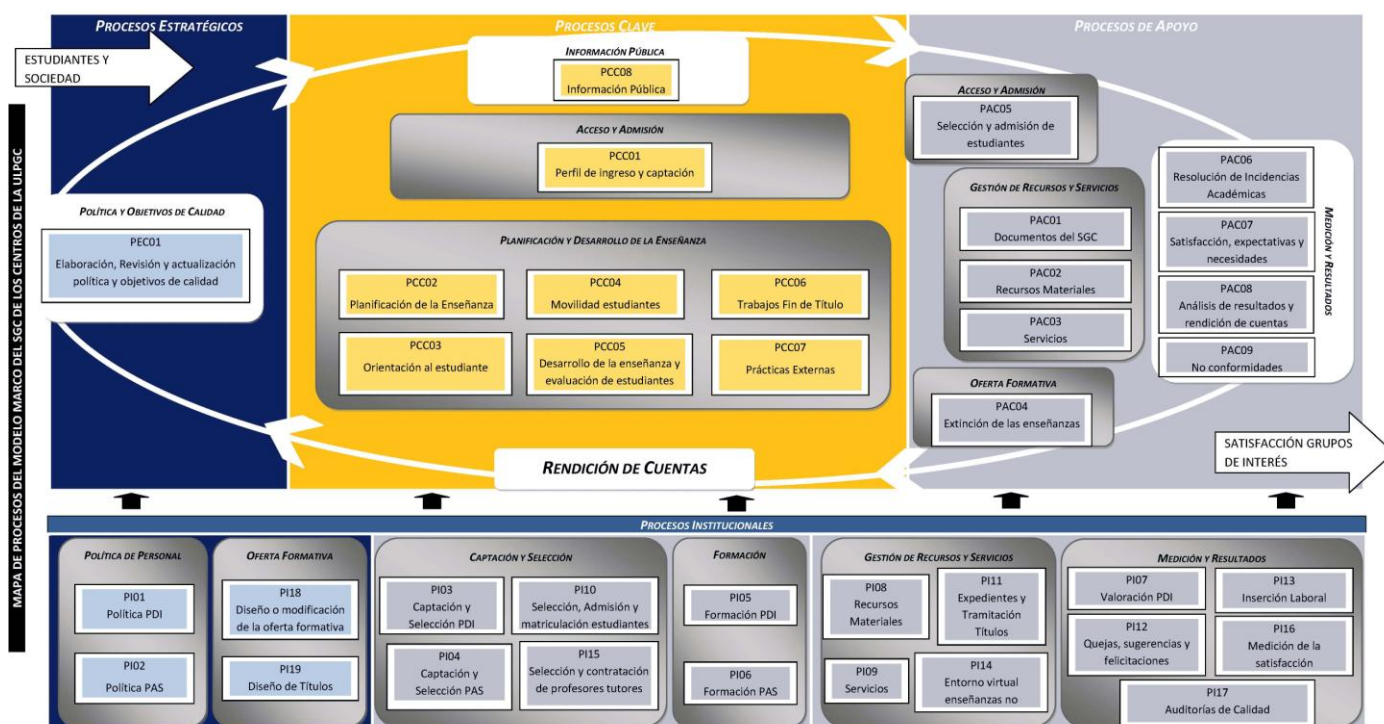 PROCESOS ESTRATÉGICOS
PROCESOS CLAVE
PROCESOS DE APOYO
ESTUDIANTES Y
SOCIEDAD
MAPA DE PROCESOS DEL MODELO MARCO DEL SGC DE LOS CENTROS DE LA ULPGC
INFORMACIÓN PÚBLICA
PCC08
Información Pública
ACCESO Y ADMISIÓN
PCC01
Perfil de ingreso y captación
POLÍTICA Y OBJETIVOS DE CALIDAD
PEC01
Elaboración, Revisión y actualización
política y objetivos de calidad
PLANIFICACIÓN Y DESARROLLO DE LA ENSEÑANZA
PCC02
Planificación de la Enseñanza
PCC04
Movilidad estudiantes
PCC06
Trabajos Fin de Título
PCC03
Orientación al estudiante
PCC05
Desarrollo de la enseñanza y
evaluación de estudiantes
PCC07
Prácticas Externas
ACCESO Y ADMISIÓN
PAC05
Selección y admisión de
estudiantes
GESTIÓN DE RECURSOS Y SERVICIOS
PAC01
Documentos del SGC
PAC02
Recursos Materiales
PAC03
Servicios
OFERTA FORMATIVA
PAC04
Extinción de las enseñanzas
PAC06
Resolución de Incidencias
Académicas
PAC07
Satisfacción, expectativas y
necesidades
PAC08
Análisis de resultados y
rendición de cuentas
PAC09
No conformidades
MEDICIÓN Y RESULTADOS
RENDICIÓN DE CUENTAS
SATISFACCIÓN GRUPOS
DE INTERÉS
PROCESOS INSTITUCIONALES
POLÍTICA DE PERSONAL
PI01
Política PDI
PI02
Política PAS
OFERTA FORMATIVA
PI18
Diseño o modificación
de la oferta formativa
PI19
Diseño de Títulos
CAPTACIÓN Y SELECCIÓN
PI03
Captación y
Selección PDI
PI10
Selección, Admisión y
matriculación estudiantes
PI04
Captación y
Selección PAS
PI15
Selección y contratación
de profesores tutores
FORMACIÓN
PI05
Formación PDI
PI06
Formación PAS
GESTIÓN DE RECURSOS Y SERVICIOS
PI08
Recursos
Materiales
PI11
Expedientes y
Tramitación
Títulos
PI09
Servicios
PI14
Entorno virtual
enseñanzas no
MEDICIÓN Y RESULTADOS
PI07
Valoración PDI
PI13
Inserción Laboral
PI12
Quejas, sugerencias y
felicitaciones
PI16
Medición de la
satisfacción
PI17
Auditorías de Calidad